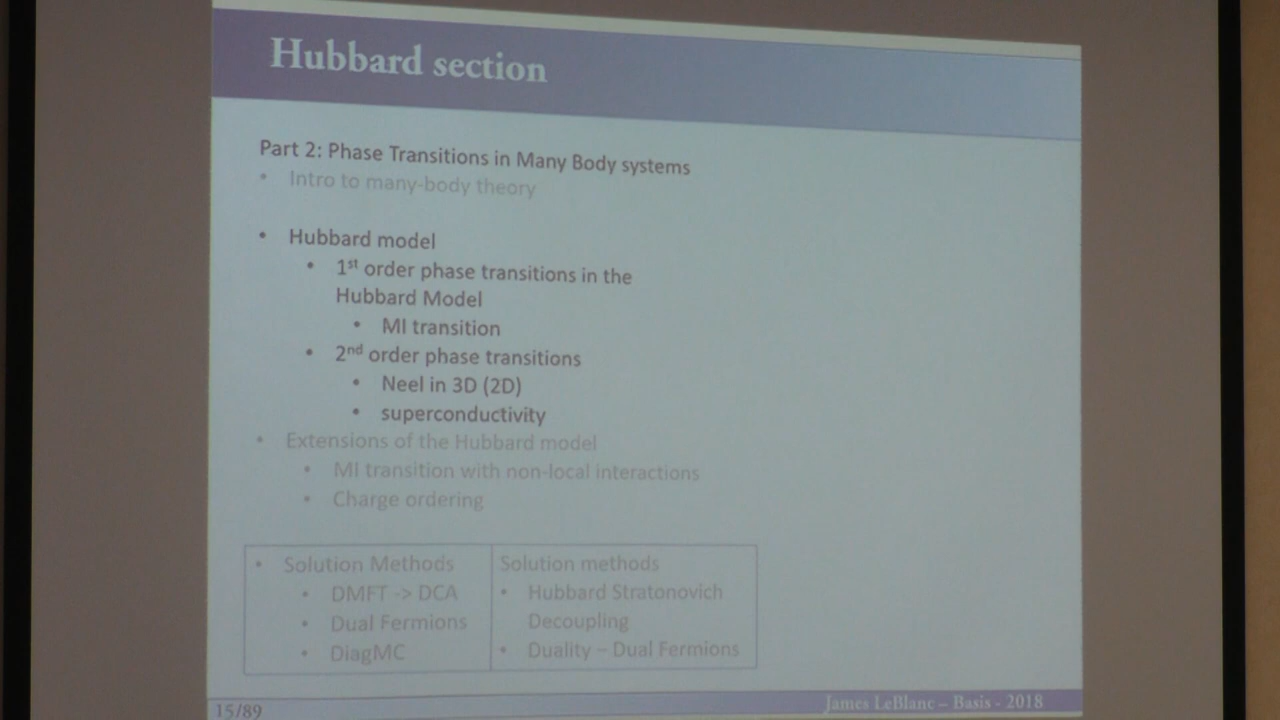 Hubbard section
Part 2: Phase Transitions in Many Body systems
• Intro to many-body theory
• Hubbard model
• 1st order phase transitions in the
Hubbard Model
• MI transition
• 2nd order phase transitions
• Neel in 3D (2D)
• superconductivity
• Extensions of the Hubbard model
• MI transition with non-local interactions
• Charge ordering
• Solution Methods
• DMFT -> DCA
• Dual Fermions
• DiagMC
Solution methods
• Hubbard Stratonovich
Decoupling
• Duality – Dual Fermions
15/89
James LeBlanc – Basis - 2018